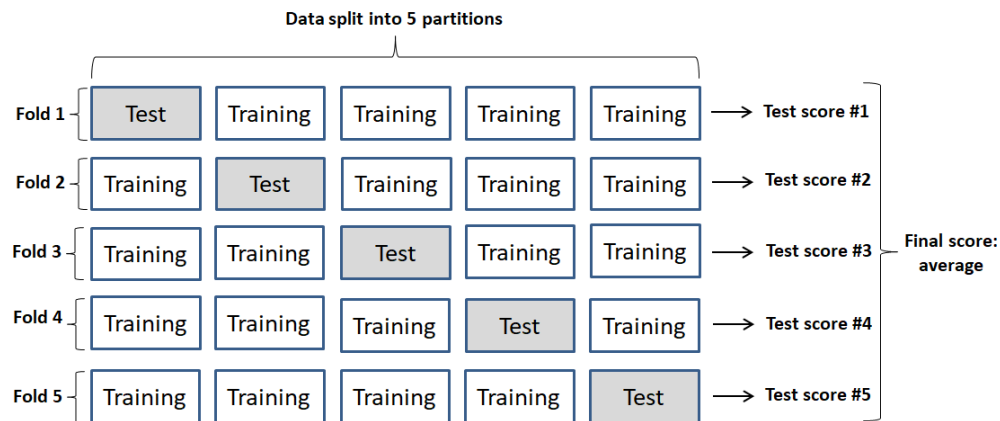 Data split into 5 partitions
Fold 1 Test Training Training Training Training Test score #1
Fold 2 Training Test Training Training Training Test score #2
Fold 3 Training Training Test Training Training Test score #3
Fold 4 Training Training Training Test Training Test score #4
Fold 5 Training Training Training Training Test Test score #5
Final score:
average